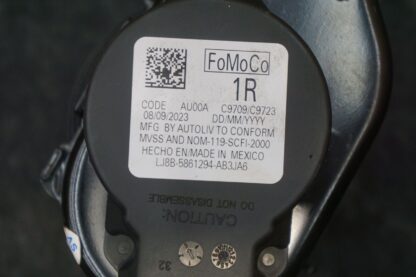 FoMoCo
1R
CODE AU00A C9709/C9723
08/09/2023 DD/MM/YYYY
MFG BY AUTOLIV TO CONFORM
MVSS AND NOM-119-SCFI-2000
HECHO EN/MADE IN MEXICO
LJ8B-5861294-AB3JA6
CAUTION:
DO NOT DISASSEMBLE
32